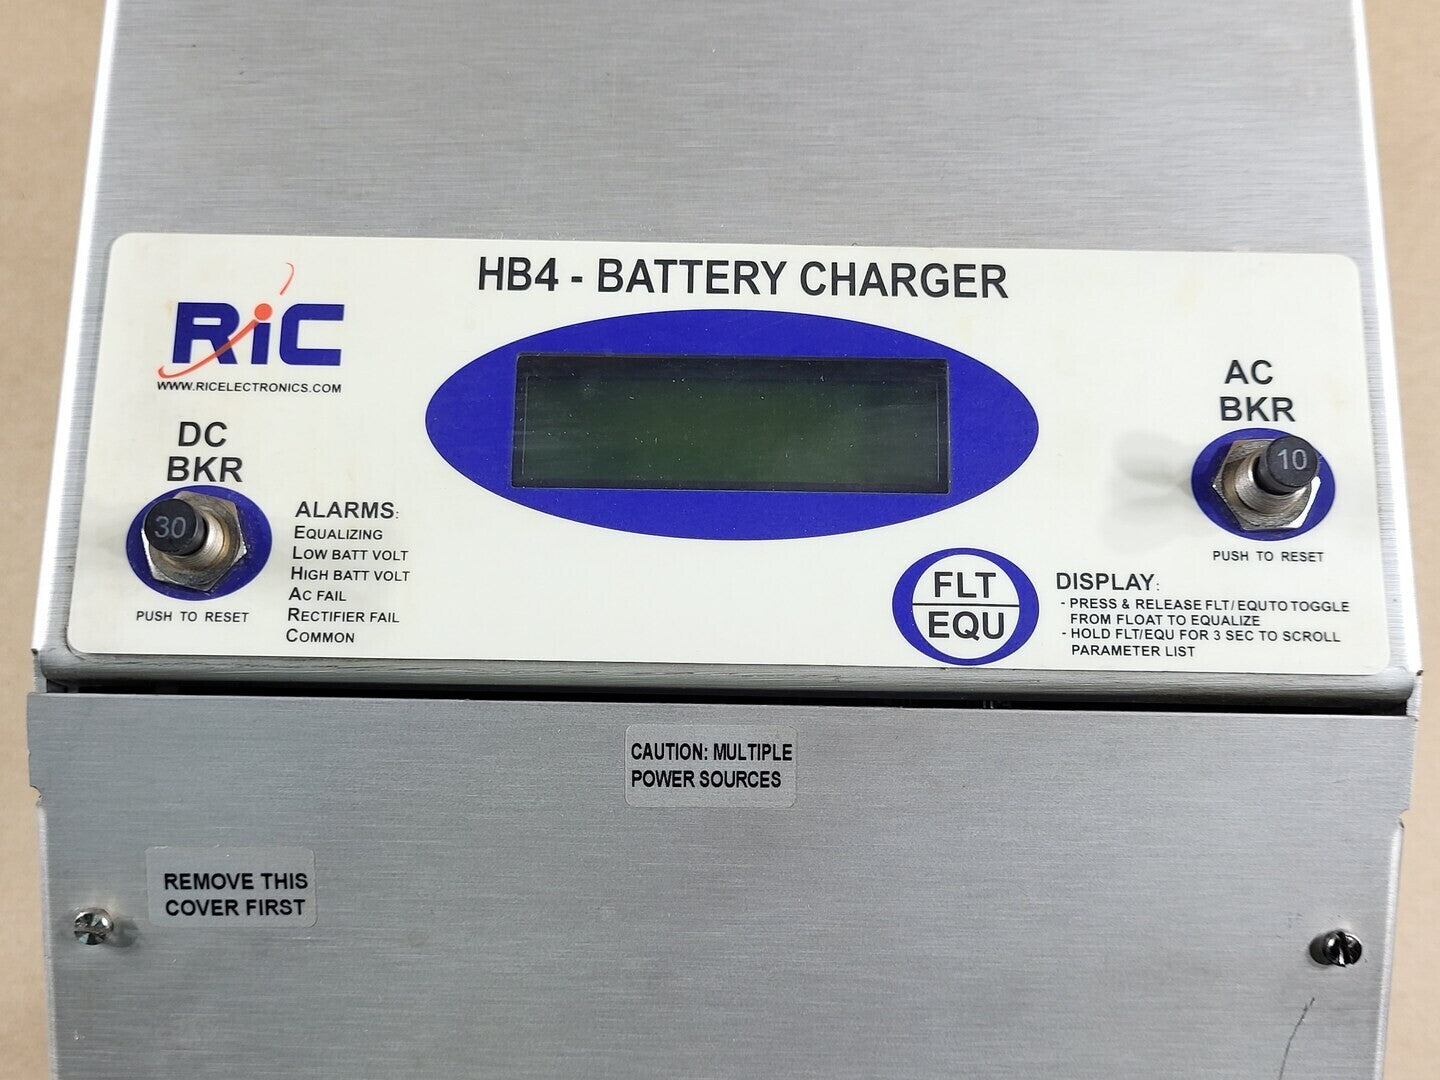 HB4 - BATTERY CHARGER
RiC
WWW.RICELECTRONICS.COM
DC
BKR
30
PUSH TO RESET
ALARMS:
EQUALIZING
LOW BATT VOLT
HIGH BATT VOLT
AC FAIL
RECTIFIER FAIL
COMMON
AC
BKR
10
PUSH TO RESET
FLT
EQU
DISPLAY:
- PRESS & RELEASE FLT/EQUTO TOGGLE
FROM FLOAT TO EQUALIZE
- HOLD FLT/EQU FOR 3 SEC TO SCROLL
PARAMETER LIST
CAUTION: MULTIPLE
POWER SOURCES
REMOVE THIS
COVER FIRST